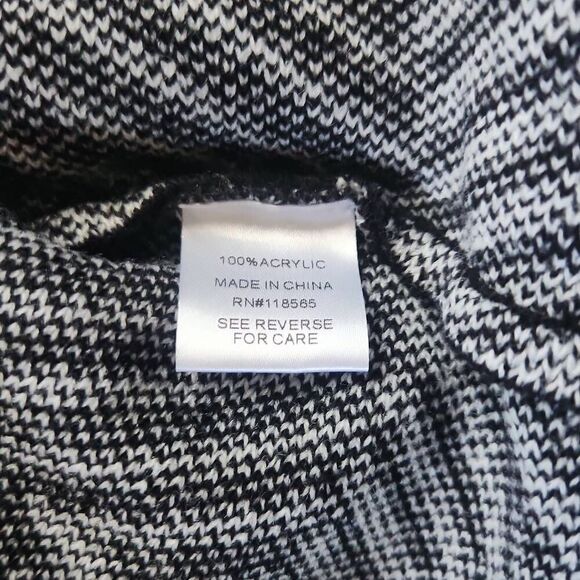 100% ACRYLIC
MADE IN CHINA
RN#118565
SEE REVERSE
FOR CARE